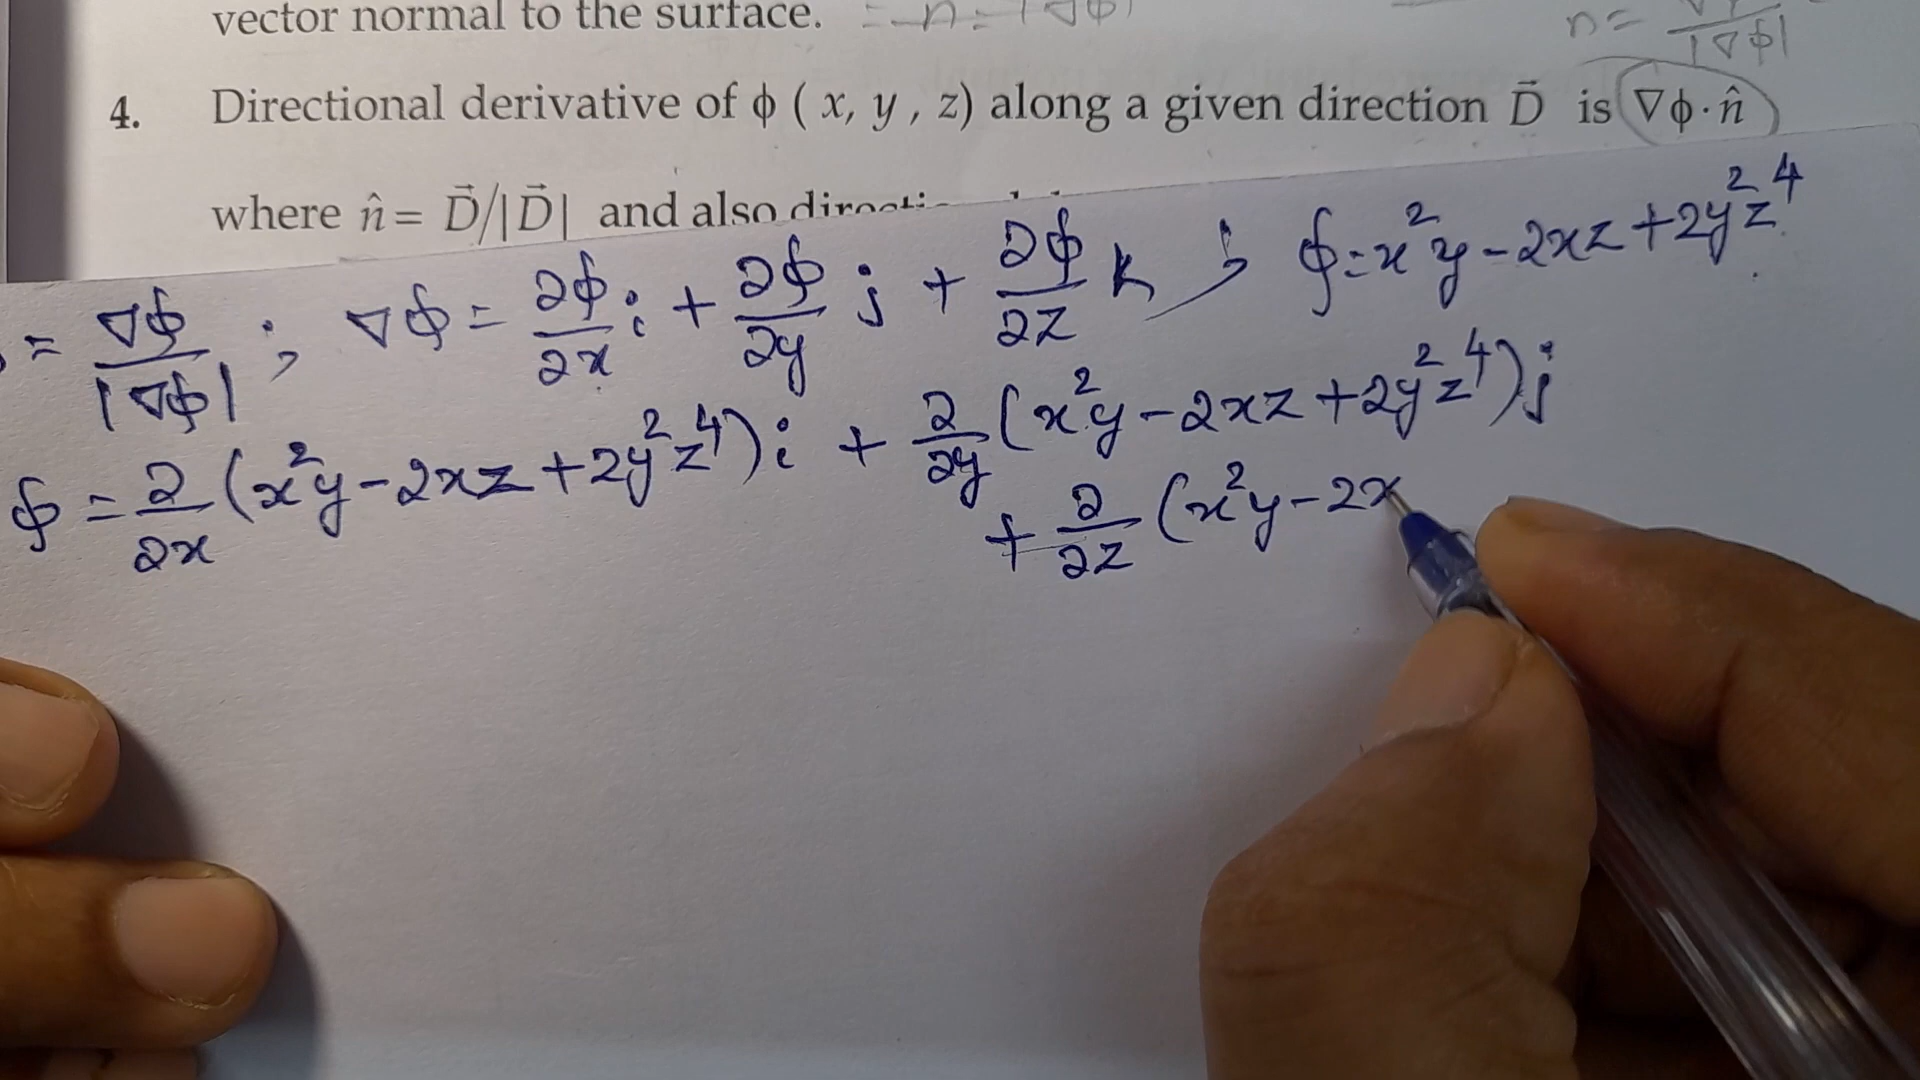 vector normal to the surface. = n = |∇ϕ|
n = ∇ϕ/|∇ϕ|
4. Directional derivative of ϕ ( x, y , z) along a given direction D⃗ is ∇ϕ·n̂
where n̂ = D⃗/|D⃗| and also
= ∇ϕ/|∇ϕ| ; ∇ϕ = ∂ϕ/∂x i + ∂ϕ/∂y j + ∂ϕ/∂z k ; ϕ=x²y-2xz+2y²z⁴.
ϕ = ∂/∂x (x²y-2xz+2y²z⁴)i + ∂/∂y (x²y-2xz+2y²z⁴)j
+ ∂/∂z (x²y-2x